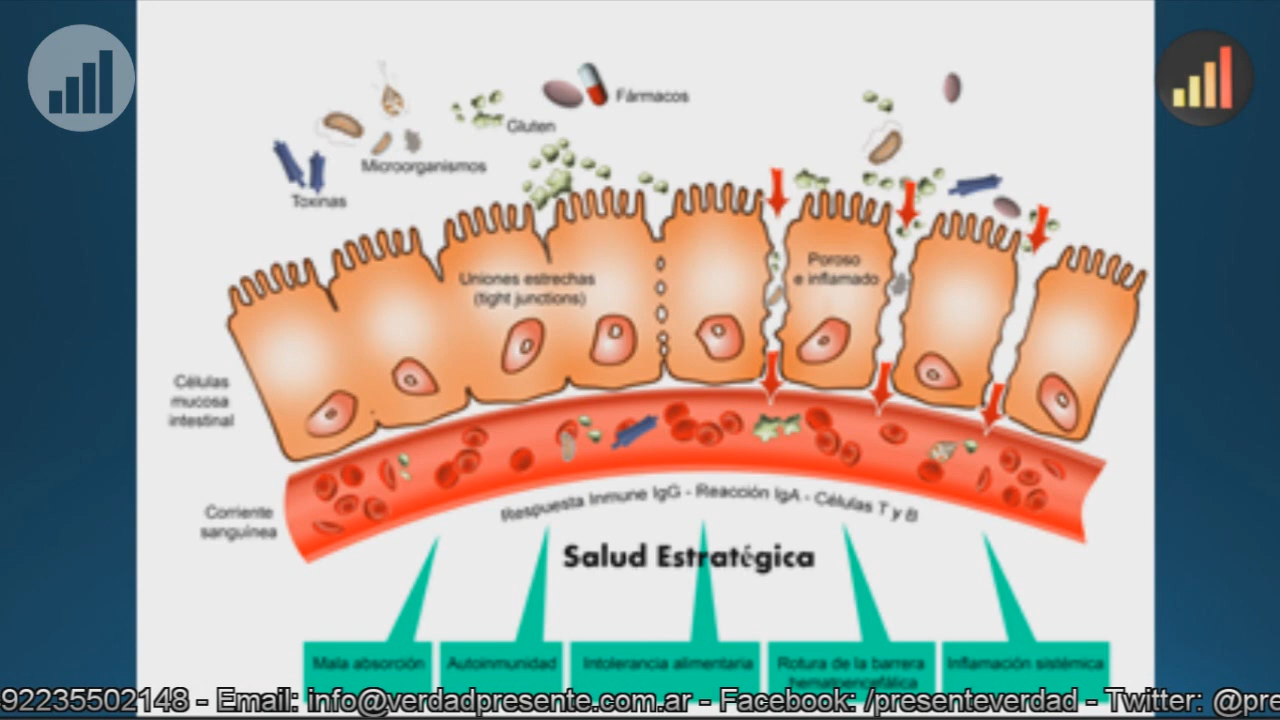 Fármacos
Gluten
Microorganismos
Toxinas
Uniones estrechas
(tight junctions)
Poroso
e inflamado
Células
mucosa
intestinal
Corriente
sanguínea
Respuesta Inmune IgG - Reacción IgA - Células T y B
Salud Estratégica
Mala absorción
Autoinmunidad
Intolerancia alimentaria
Rotura de la barrera
hematoencefálica
Inflamación sistémica
92235502148 - Email: info@verdadpresente.com.ar - Facebook: /presenteverdad - Twitter: @pre